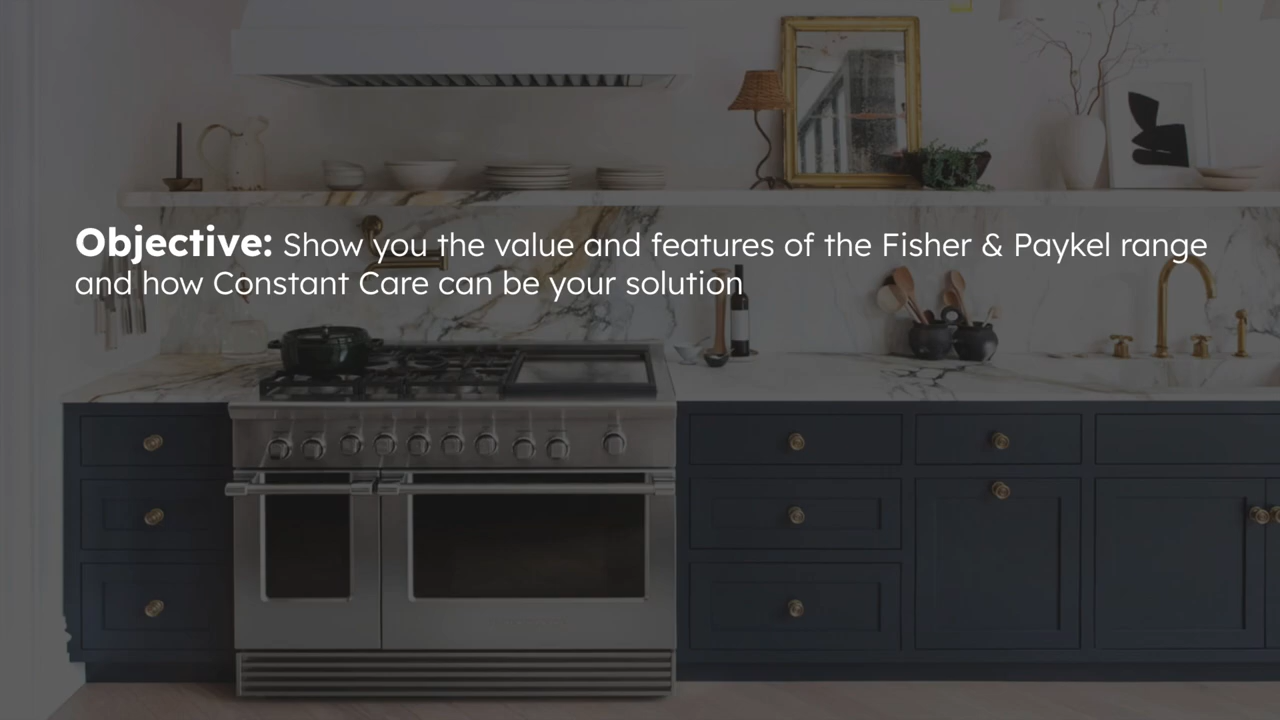 Objective: Show you the value and features of the Fisher & Paykel range
and how Constant Care can be your solution